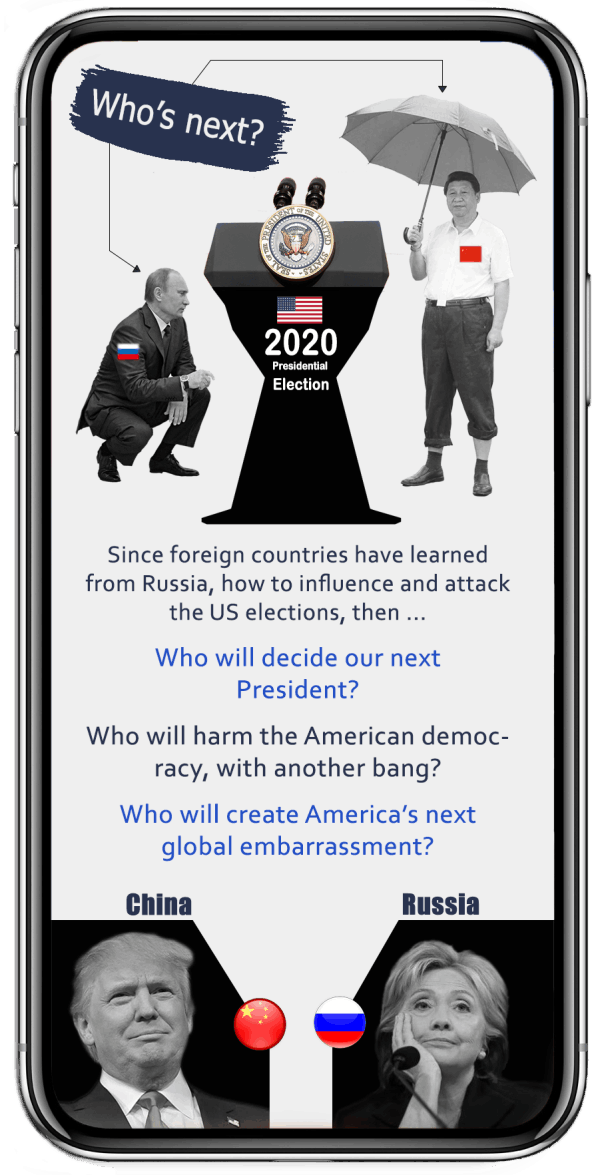 Who's next?
SEAL OF THE PRESIDENT OF THE UNITED STATES
2020
Presidential
Election
Since foreign countries have learned
from Russia, how to influence and attack
the US elections, then ...
Who will decide our next
President?
Who will harm the American democ-
racy, with another bang?
Who will create America's next
global embarrassment?
China
Russia